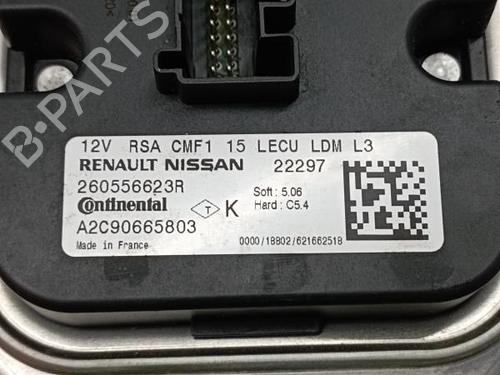 12V RSA CMF1 15 LECU LDM L3
RENAULT NISSAN 22297
260556623R Soft : 5.06
Continental T K Hard : C5.4
A2C90665803
Made in France 0000/18802/621662518
B-PARTS